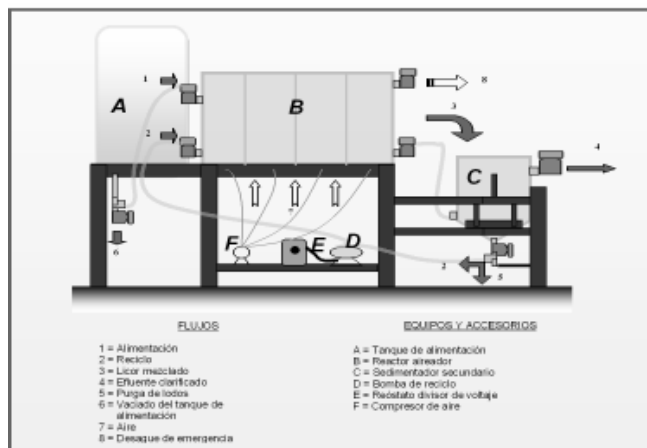 1
8
A
B
3
2
4
C
7
F
E
D
6
2
5
FLUJOS
1 = Alimentación
2 = Reciclo
3 = Licor mezclado
4 = Efluente clarificado
5 = Purga de lodos
6 = Vaciado del tanque de
alimentación
7 = Aire
8 = Desague de emergencia
EQUIPOS Y ACCESORIOS
A = Tanque de alimentación
B = Reactor aireador
C = Sedimentador secundario
D = Bomba de reciclo
E = Reóstato divisor de voltaje
F = Compresor de aire